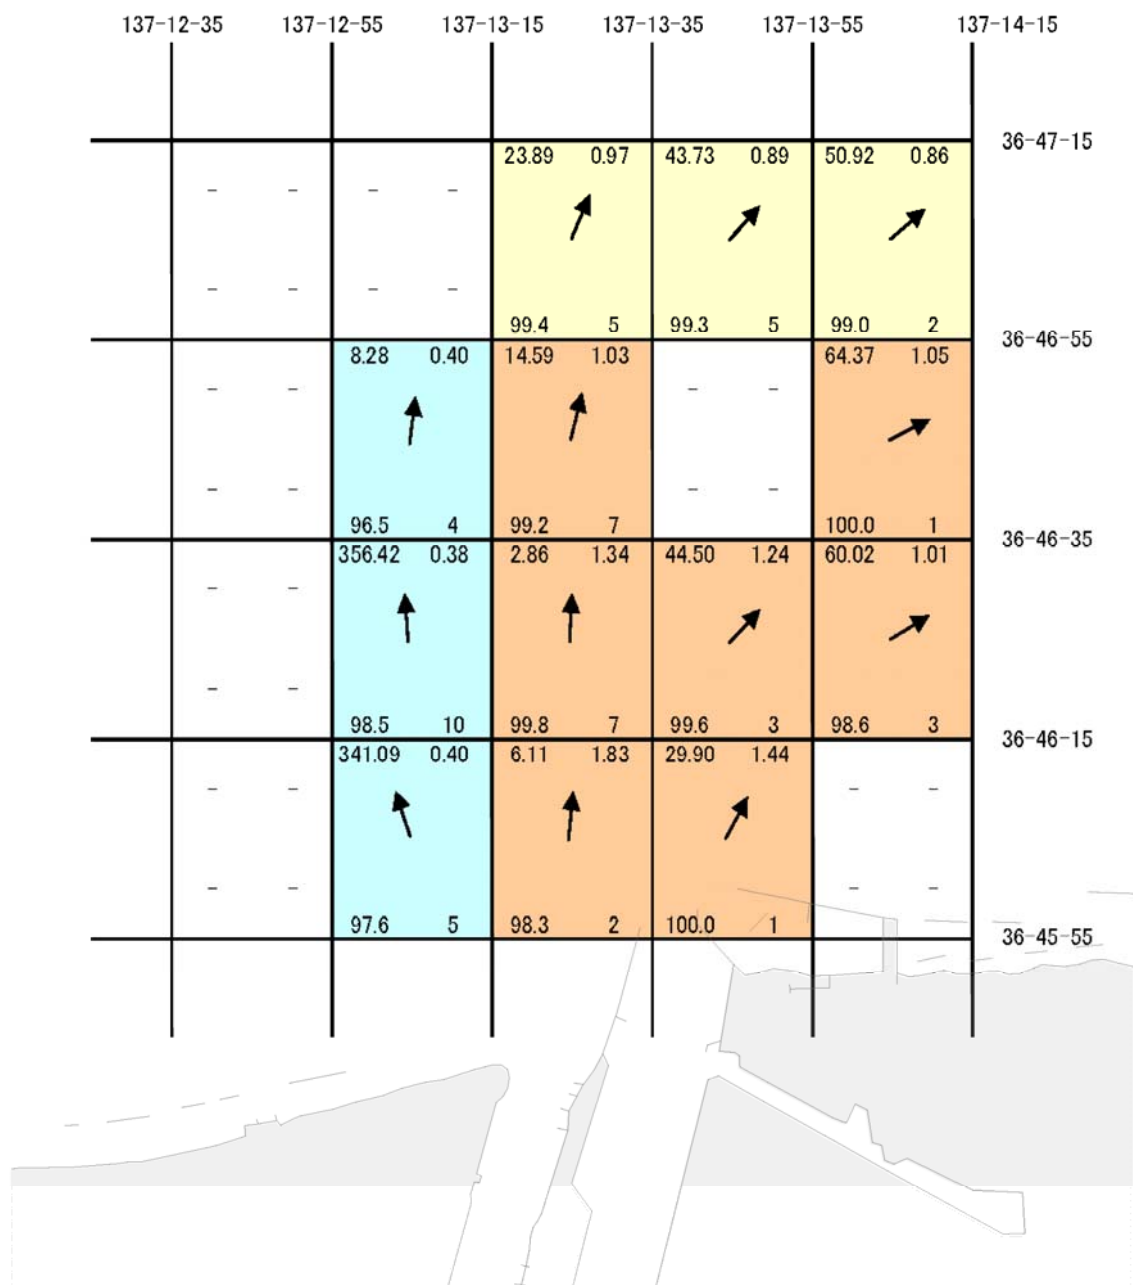 137-12-35 137-12-55 137-13-15 137-13-35 137-13-55 137-14-15
36-47-15
23.89 0.97 43.73 0.89 50.92 0.86
- - - -
- - - -
99.4 5 99.3 5 99.0 2
36-46-55
8.28 0.40 14.59 1.03 64.37 1.05
- - - -
- - - -
96.5 4 99.2 7 100.0 1
36-46-35
356.42 0.38 2.86 1.34 44.50 1.24 60.02 1.01
- -
- -
98.5 10 99.8 7 99.6 3 98.6 3
36-46-15
341.09 0.40 6.11 1.83 29.90 1.44
- - - -
- - - -
97.6 5 98.3 2 100.0 1
36-45-55